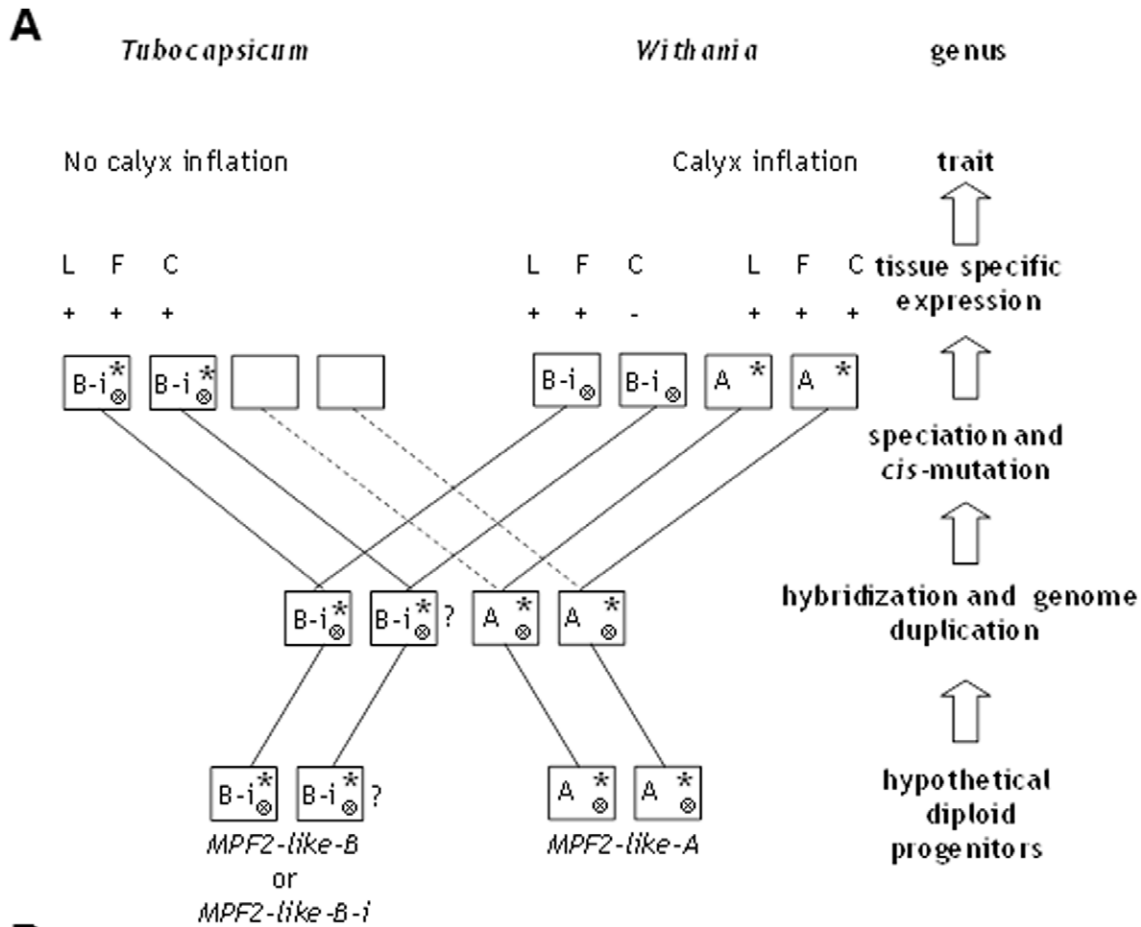 A
Tubocapsicum Withania genus
No calyx inflation Calyx inflation trait
L F C L F C L F C tissue specific
expression
+ + + + + - + + +
B-i* ⊗ B-i* ⊗ B-i ⊗ B-i ⊗ A * A *
speciation and
cis-mutation
hybridization and genome
duplication
B-i* ⊗ B-i* ⊗ ? A * ⊗ A * ⊗
hypothetical
diploid
progenitors
B-i* ⊗ B-i* ⊗ ? A * ⊗ A * ⊗
MPF2-like-B MPF2-like-A
or
MPF2-like-B-i